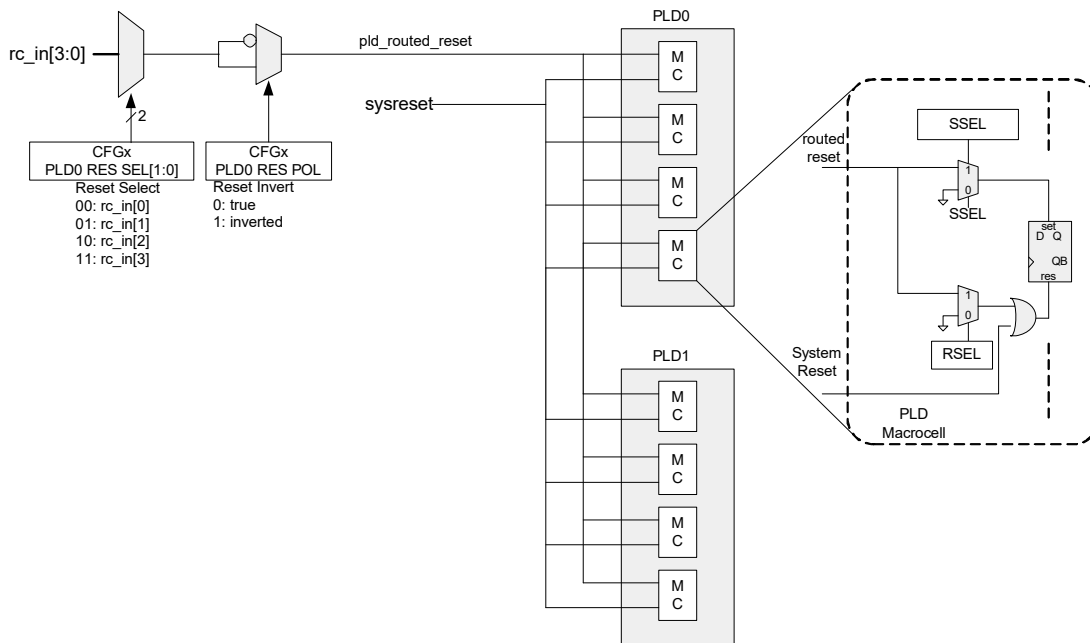 PLD0
rc_in[3:0]
pld_routed_reset
sysreset
2
CFGx
PLD0 RES SEL[1:0]
Reset Select
00: rc_in[0]
01: rc_in[1]
10: rc_in[2]
11: rc_in[3]
CFGx
PLD0 RES POL
Reset Invert
0: true
1: inverted
M
C
M
C
M
C
M
C
PLD1
M
C
M
C
M
C
M
C
SSEL
routed
reset
1
0
SSEL
set
D Q
QB
res
1
0
RSEL
System
Reset
PLD
Macrocell